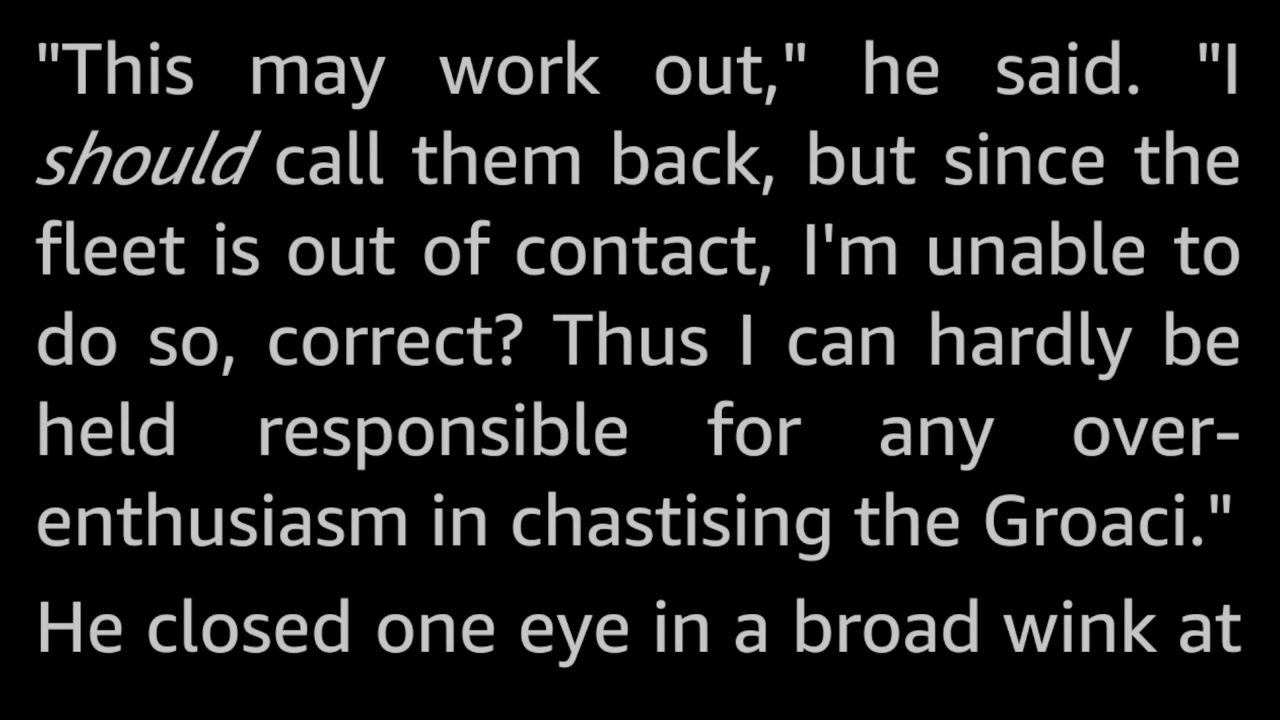 "This may work out," he said. "I
should call them back, but since the
fleet is out of contact, I'm unable to
do so, correct? Thus I can hardly be
held responsible for any over-
enthusiasm in chastising the Groaci."
He closed one eye in a broad wink at